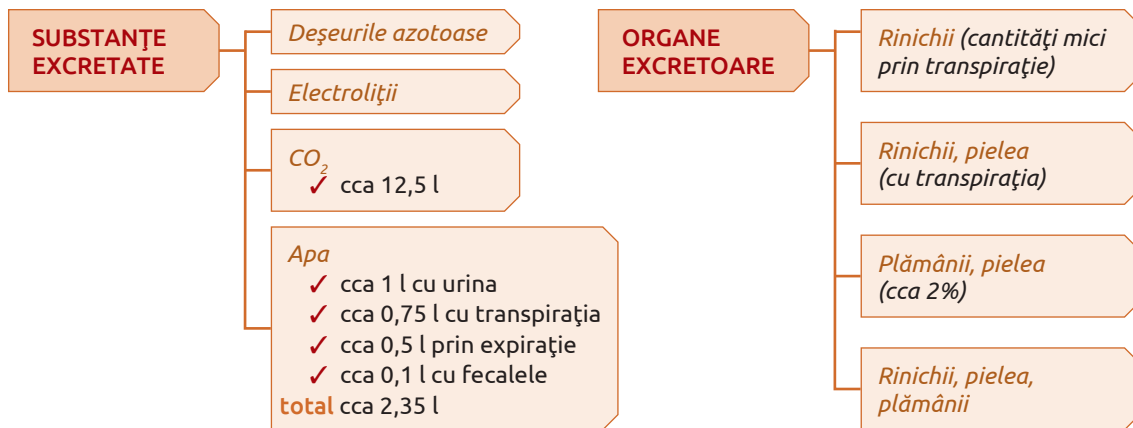 SUBSTANŢE
EXCRETATE
Deşeurile azotoase
Electroliţii
CO₂
✓ cca 12,5 l
Apa
✓ cca 1 l cu urina
✓ cca 0,75 l cu transpiraţia
✓ cca 0,5 l prin expiraţie
✓ cca 0,1 l cu fecalele
total cca 2,35 l
ORGANE
EXCRETOARE
Rinichii (cantităţi mici
prin transpiraţie)
Rinichii, pielea
(cu transpiraţia)
Plămânii, pielea
(cca 2%)
Rinichii, pielea,
plămânii